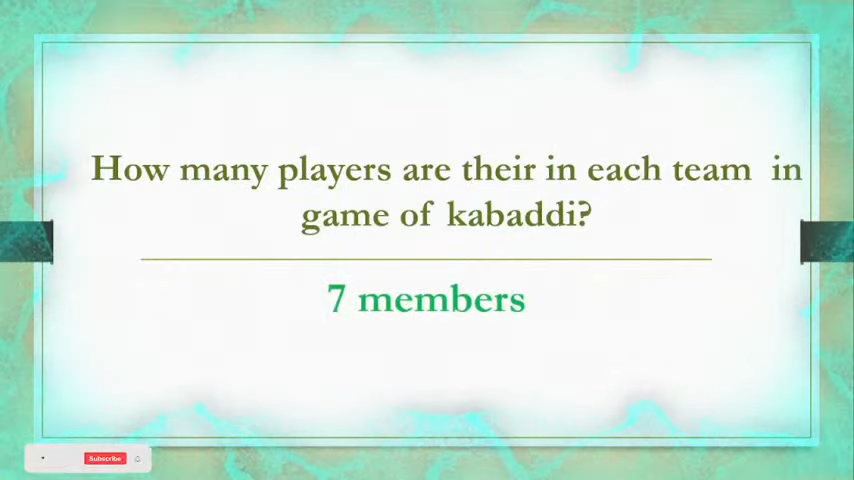 How many players are their in each team in
game of kabaddi?
7 members
Subscribe